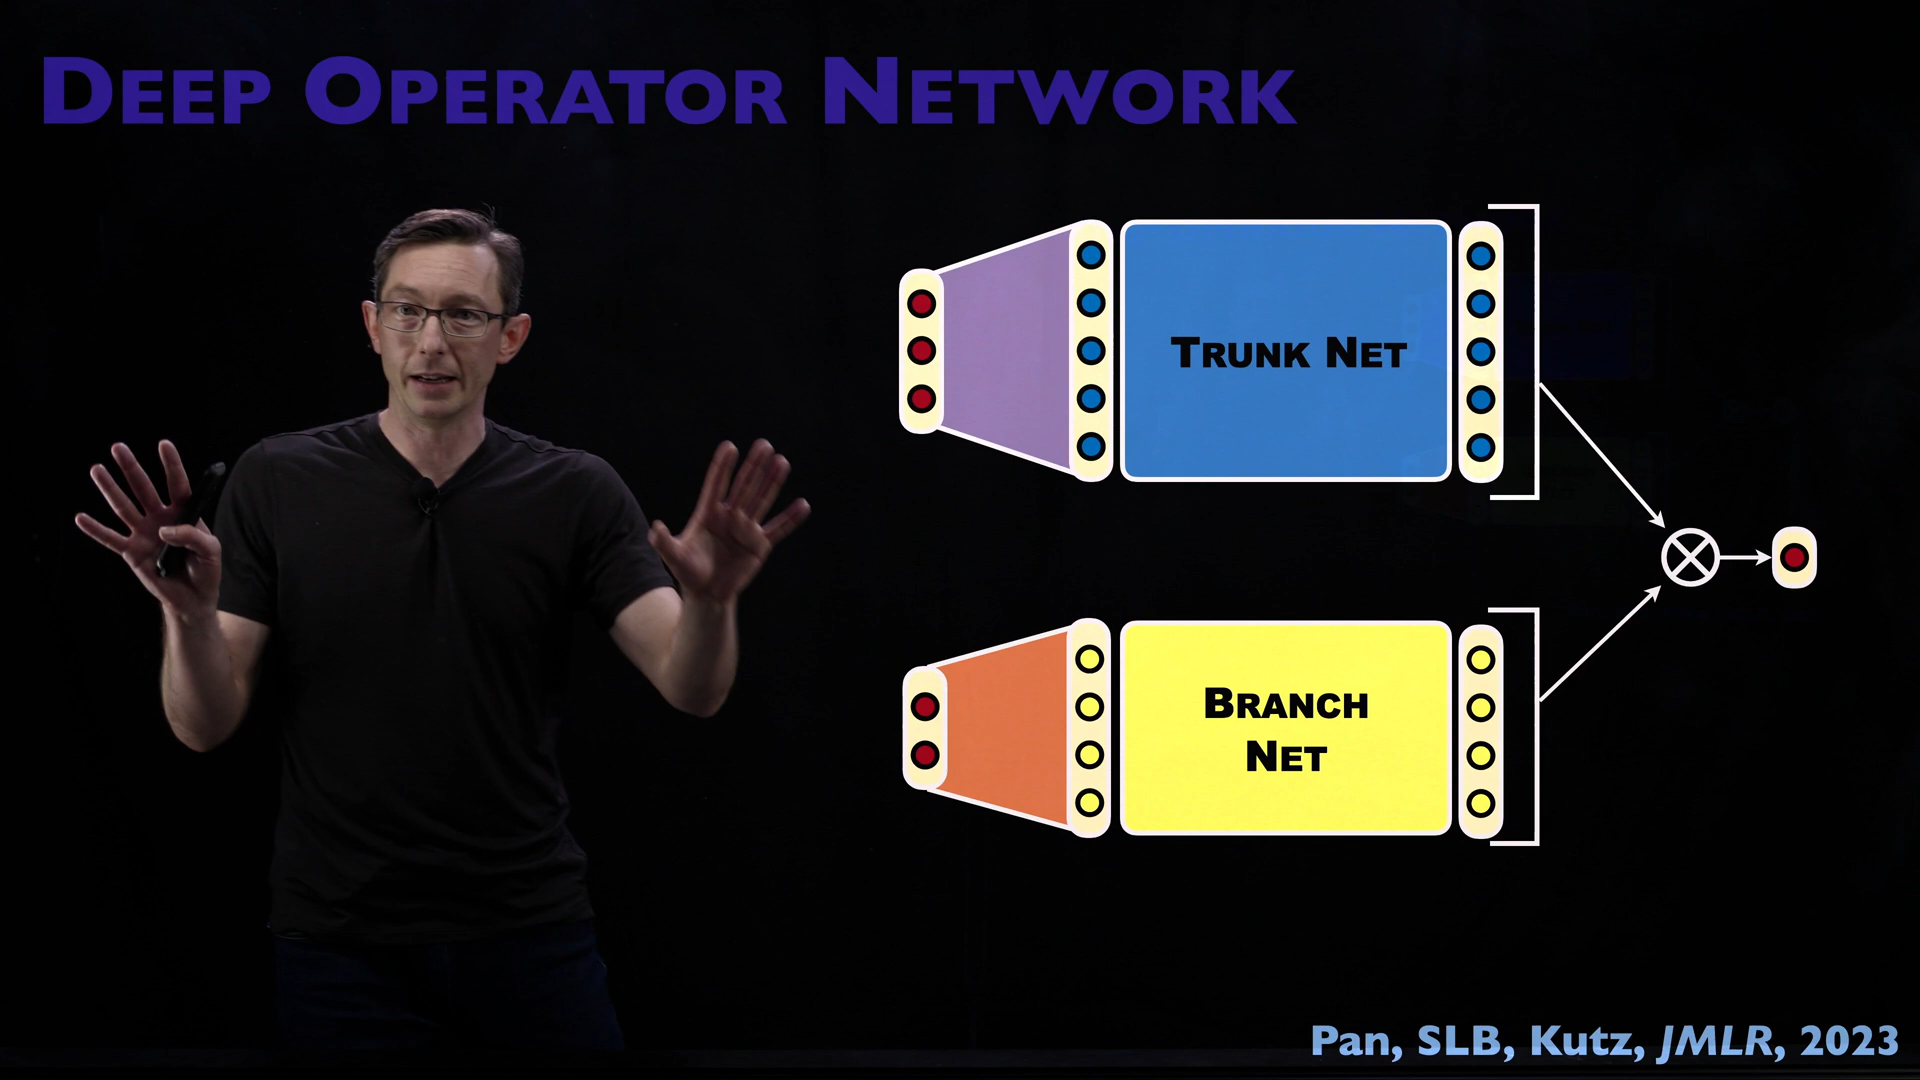 DEEP OPERATOR NETWORK
TRUNK NET
BRANCH
NET
Pan, SLB, Kutz, JMLR, 2023